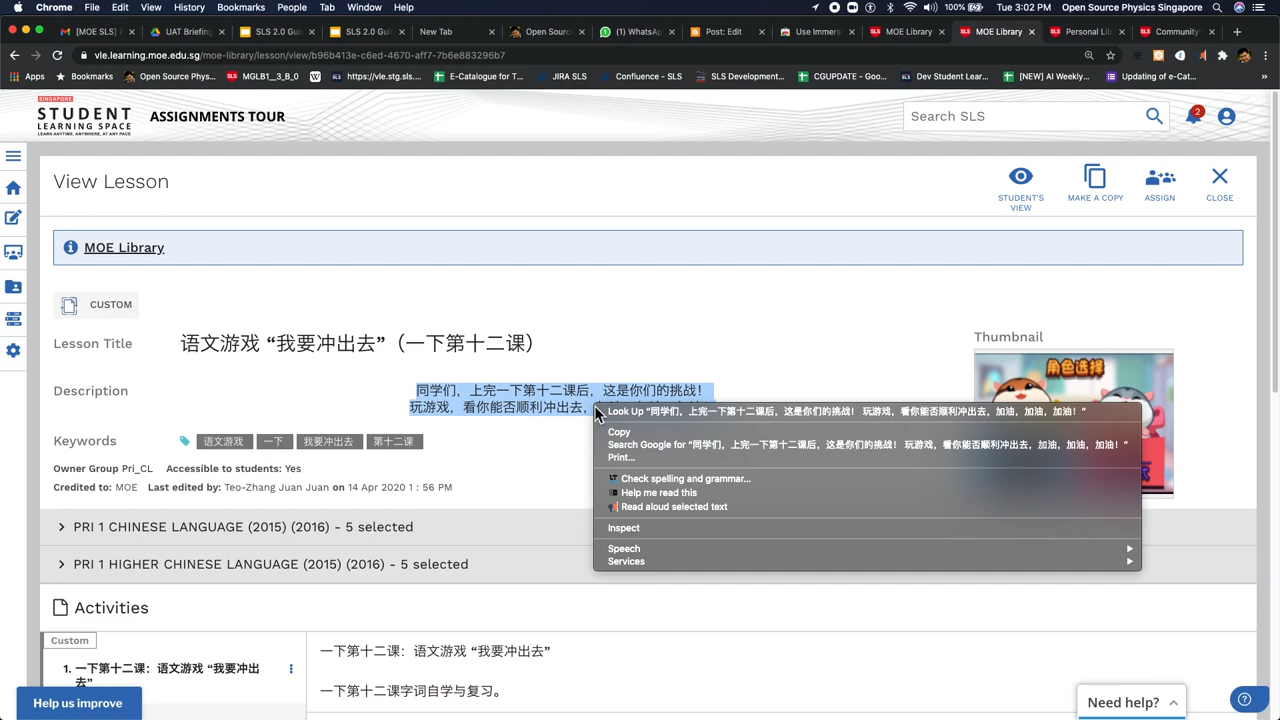 Chrome File Edit View History Bookmarks People Tab Window Help 100% Tue 3:02 PM Open Source Physics Singapore
[MOE SLS] UAT Briefing SLS 2.0 Gu SLS 2.0 Guid New Tab Open Source (1) WhatsA Post: Edit Use Immers MOE Library MOE Library Personal Lib Community
vle.learning.moe.edu.sg/moe-library/lesson/view/b96b413e-c6ed-4670-aff7-7b6e883296b7
Apps Bookmarks Open Source Phys... MGLB1__3_B_0 https://vle.stg.sls... E-Catalogue for T... JIRA SLS Confluence - SLS SLS Developmen... CGUPDATE - Goo... Dev Student Lear... [NEW] AI Weekly... Updating of e-Cat...
SINGAPORE
STUDENT
LEARNING SPACE
LEARN ANYTIME, ANYWHERE, AT ANY PACE
ASSIGNMENTS TOUR
Search SLS
2
View Lesson
STUDENT'S VIEW
MAKE A COPY
ASSIGN
CLOSE
MOE Library
CUSTOM
Lesson Title
语文游戏 “我要冲出去”（一下第十二课）
Thumbnail
角色选择
Description
同学们，上完一下第十二课后，这是你们的挑战！
玩游戏，看你能否顺利冲出去，
Look Up “同学们，上完一下第十二课后，这是你们的挑战！ 玩游戏，看你能否顺利冲出去，加油，加油，加油！”
Copy
Search Google for “同学们，上完一下第十二课后，这是你们的挑战！ 玩游戏，看你能否顺利冲出去，加油，加油，加油！”
Print...
Check spelling and grammar...
Help me read this
Read aloud selected text
Inspect
Speech
Services
Keywords
语文游戏 一下 我要冲出去 第十二课
Owner Group Pri_CL Accessible to students: Yes
Credited to: MOE Last edited by: Teo-Zhang Juan Juan on 14 Apr 2020 1 : 56 PM
PRI 1 CHINESE LANGUAGE (2015) (2016) - 5 selected
PRI 1 HIGHER CHINESE LANGUAGE (2015) (2016) - 5 selected
Activities
Custom
1. 一下第十二课：语文游戏 “我要冲出
去”
一下第十二课：语文游戏 “我要冲出去”
一下第十二课字词自学与复习。
Help us improve
Need help?